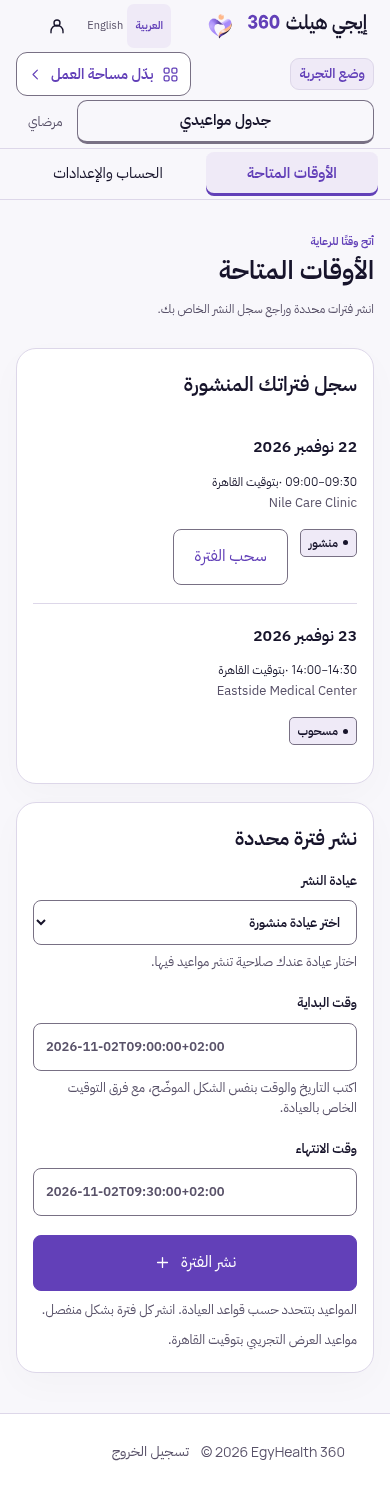 إيجي هيلث 360
العربية
English
وضع التجربة
بدّل مساحة العمل
جدول مواعيدي
مرضاي
الأوقات المتاحة
الحساب والإعدادات
أتح وقتًا للرعاية
الأوقات المتاحة
انشر فترات محددة وراجع سجل النشر الخاص بك.
سجل فتراتك المنشورة
22 نوفمبر 2026
09:00–09:30 · بتوقيت القاهرة
Nile Care Clinic
منشور
سحب الفترة
23 نوفمبر 2026
14:00–14:30 · بتوقيت القاهرة
Eastside Medical Center
مسحوب
نشر فترة محددة
عيادة النشر
اختر عيادة منشورة
اختار عيادة عندك صلاحية تنشر مواعيد فيها.
وقت البداية
2026-11-02T09:00:00+02:00
اكتب التاريخ والوقت بنفس الشكل الموضّح، مع فرق التوقيت
الخاص بالعيادة.
وقت الانتهاء
2026-11-02T09:30:00+02:00
نشر الفترة +
المواعيد بتتحدد حسب قواعد العيادة. انشر كل فترة بشكل منفصل.
مواعيد العرض التجريبي بتوقيت القاهرة.
© 2026 EgyHealth 360
تسجيل الخروج